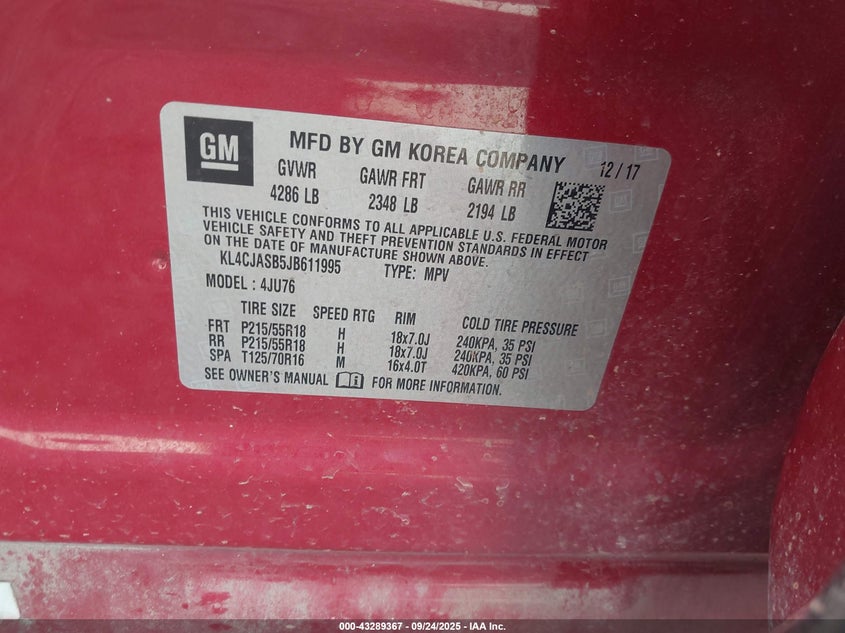 GM
MFD BY GM KOREA COMPANY 12 / 17
GVWR GAWR FRT GAWR RR
4286 LB 2348 LB 2194 LB
THIS VEHICLE CONFORMS TO ALL APPLICABLE U.S. FEDERAL MOTOR
VEHICLE SAFETY AND THEFT PREVENTION STANDARDS IN EFFECT
ON THE DATE OF MANUFACTURE SHOWN ABOVE.
KL4CJASB5JB611995 TYPE: MPV
MODEL : 4JU76
TIRE SIZE SPEED RTG RIM COLD TIRE PRESSURE
FRT P215/55R18 H 18x7.0J 240KPA, 35 PSI
RR P215/55R18 H 18x7.0J 240KPA, 35 PSI
SPA T125/70R16 M 16x4.0T 420KPA, 60 PSI
SEE OWNER'S MANUAL FOR MORE INFORMATION.
000-43289367 - 09/24/2025 - IAA Inc.